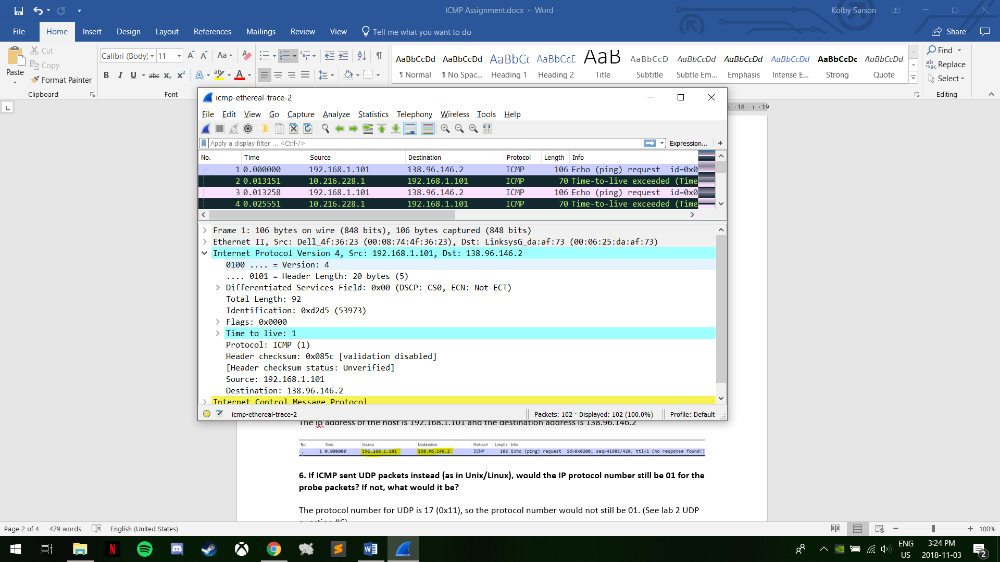 ICMP Assignment.docx - Word
Kolby Sarson
File Home Insert Design Layout References Mailings Review View Tell me what you want to do
Share
Paste
Cut
Copy
Format Painter
Clipboard
Calibri (Body) 11
Aa
B I U abc x₂ x²
A A
Font
AaBbCcDd AaBbCcDd AaBbC AaBbCcD AaB AaBbCcD AaBbCcDd AaBbCcDd AaBbCcDd AaBbCcDc AaBbCcDd
¶ Normal ¶ No Spac... Heading 1 Heading 2 Title Subtitle Subtle Em... Emphasis Intense E... Strong Quote
Find
Replace
Select
Editing
18 19
icmp-ethereal-trace-2
File Edit View Go Capture Analyze Statistics Telephony Wireless Tools Help
Apply a display filter ... <Ctrl-/>
Expression... +
No. Time Source Destination Protocol Length Info
1 0.000000 192.168.1.101 138.96.146.2 ICMP 106 Echo (ping) request id=0x0
2 0.013151 10.216.228.1 192.168.1.101 ICMP 70 Time-to-live exceeded (Time
3 0.013258 192.168.1.101 138.96.146.2 ICMP 106 Echo (ping) request id=0x0
4 0.025551 10.216.228.1 192.168.1.101 ICMP 70 Time-to-live exceeded (Time
Frame 1: 106 bytes on wire (848 bits), 106 bytes captured (848 bits)
Ethernet II, Src: Dell_4f:36:23 (00:08:74:4f:36:23), Dst: LinksysG_da:af:73 (00:06:25:da:af:73)
Internet Protocol Version 4, Src: 192.168.1.101, Dst: 138.96.146.2
0100 .... = Version: 4
.... 0101 = Header Length: 20 bytes (5)
Differentiated Services Field: 0x00 (DSCP: CS0, ECN: Not-ECT)
Total Length: 92
Identification: 0xd2d5 (53973)
Flags: 0x0000
Time to live: 1
Protocol: ICMP (1)
Header checksum: 0x085c [validation disabled]
[Header checksum status: Unverified]
Source: 192.168.1.101
Destination: 138.96.146.2
Internet Control Message Protocol
icmp-ethereal-trace-2
Packets: 102 · Displayed: 102 (100.0%)
Profile: Default
The ip address of the host is 192.168.1.101 and the destination address is 138.96.146.2
No. Time Source Destination Protocol Length Info
1 0.000000 192.168.1.101 138.96.146.2 ICMP 106 Echo (ping) request id=0x0200, seq=41985/420, ttl=1 (no response found!)
6. If ICMP sent UDP packets instead (as in Unix/Linux), would the IP protocol number still be 01 for the
probe packets? If not, what would it be?
The protocol number for UDP is 17 (0x11), so the protocol number would not still be 01. (See lab 2 UDP
question #6)
Page 2 of 4 479 words English (United States)
100%
ENG
US
3:24 PM
2018-11-03
2